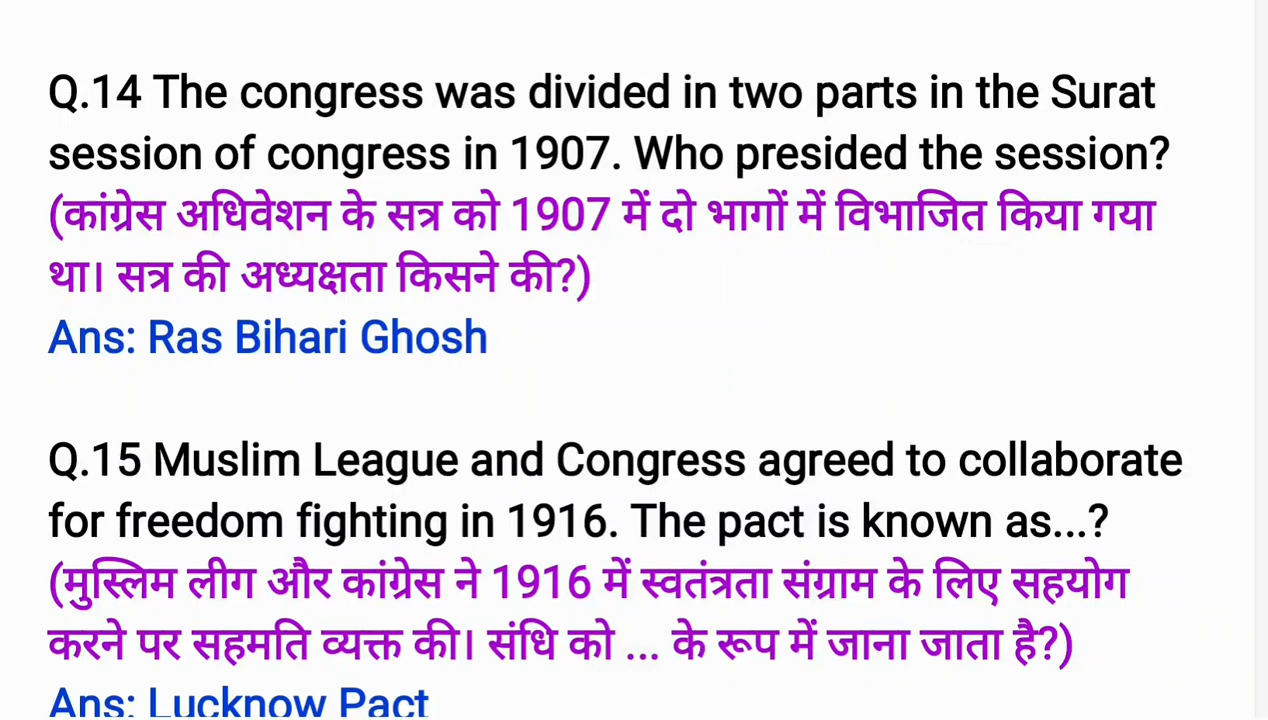 Q.14 The congress was divided in two parts in the Surat
session of congress in 1907. Who presided the session?
(कांग्रेस अधिवेशन के सत्र को 1907 में दो भागों में विभाजित किया गया
था। सत्र की अध्यक्षता किसने की?)
Ans: Ras Bihari Ghosh
Q.15 Muslim League and Congress agreed to collaborate
for freedom fighting in 1916. The pact is known as...?
(मुस्लिम लीग और कांग्रेस ने 1916 में स्वतंत्रता संग्राम के लिए सहयोग
करने पर सहमति व्यक्त की। संधि को ... के रूप में जाना जाता है?)
Ans: Lucknow Pact